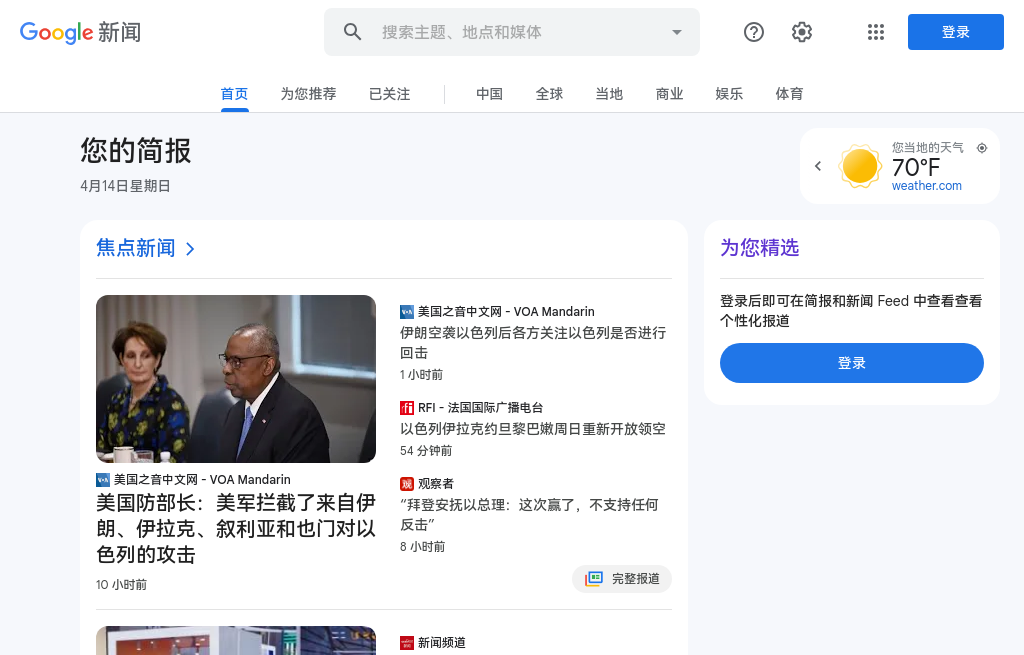 Google 新闻
搜索主题、地点和媒体
登录
首页
为您推荐
已关注
中国
全球
当地
商业
娱乐
体育
您的简报
4月14日星期日
您当地的天气
70°F
weather.com
焦点新闻
美国之音中文网 - VOA Mandarin
美国防部长：美军拦截了来自伊
朗、伊拉克、叙利亚和也门对以
色列的攻击
10 小时前
美国之音中文网 - VOA Mandarin
伊朗空袭以色列后各方关注以色列是否进行
回击
1 小时前
RFI - 法国国际广播电台
以色列伊拉克约旦黎巴嫩周日重新开放领空
54 分钟前
观察者
“拜登安抚以总理：这次赢了，不支持任何
反击”
8 小时前
完整报道
新闻频道
为您精选
登录后即可在简报和新闻 Feed 中查看查看
个性化报道
登录